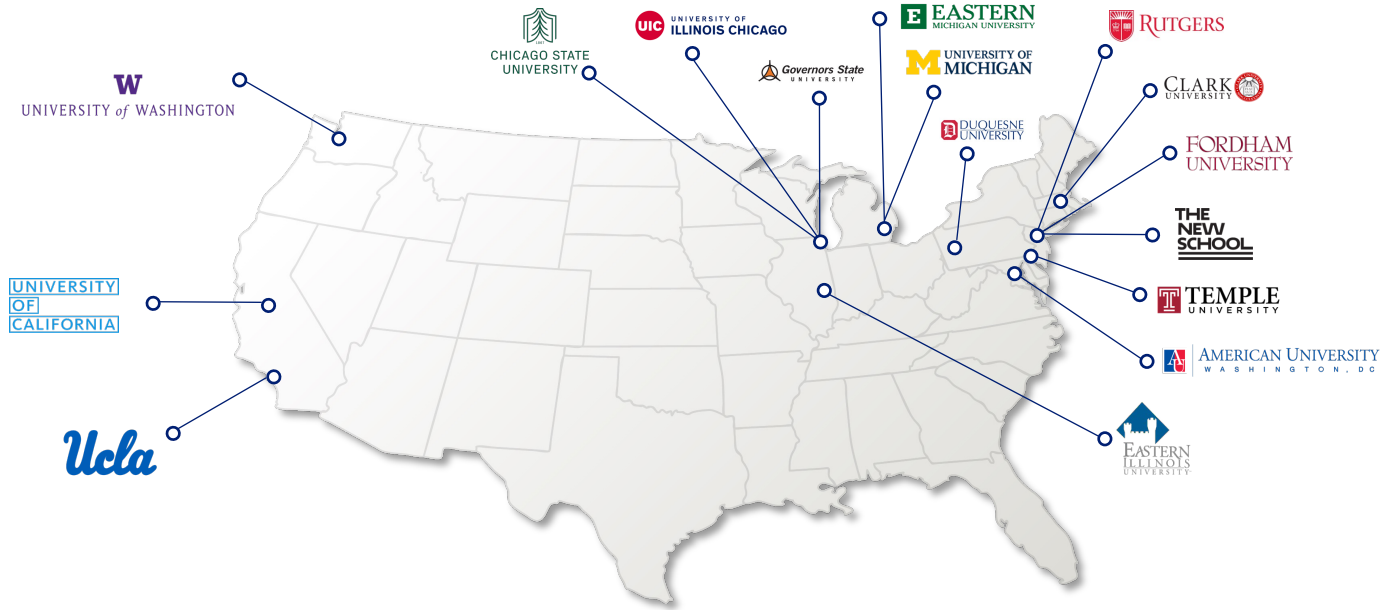 CHICAGO STATE
UNIVERSITY
UIC
UNIVERSITY OF
ILLINOIS CHICAGO
E
EASTERN
MICHIGAN UNIVERSITY
RUTGERS
Governors State
UNIVERSITY
M
UNIVERSITY OF
MICHIGAN
W
UNIVERSITY of WASHINGTON
CLARK
UNIVERSITY
D
DUQUESNE
UNIVERSITY
FORDHAM
UNIVERSITY
THE
NEW
SCHOOL
UNIVERSITY
OF
CALIFORNIA
T
TEMPLE
UNIVERSITY
AU
AMERICAN UNIVERSITY
WASHINGTON, DC
Ucla
EASTERN
ILLINOIS
UNIVERSITY